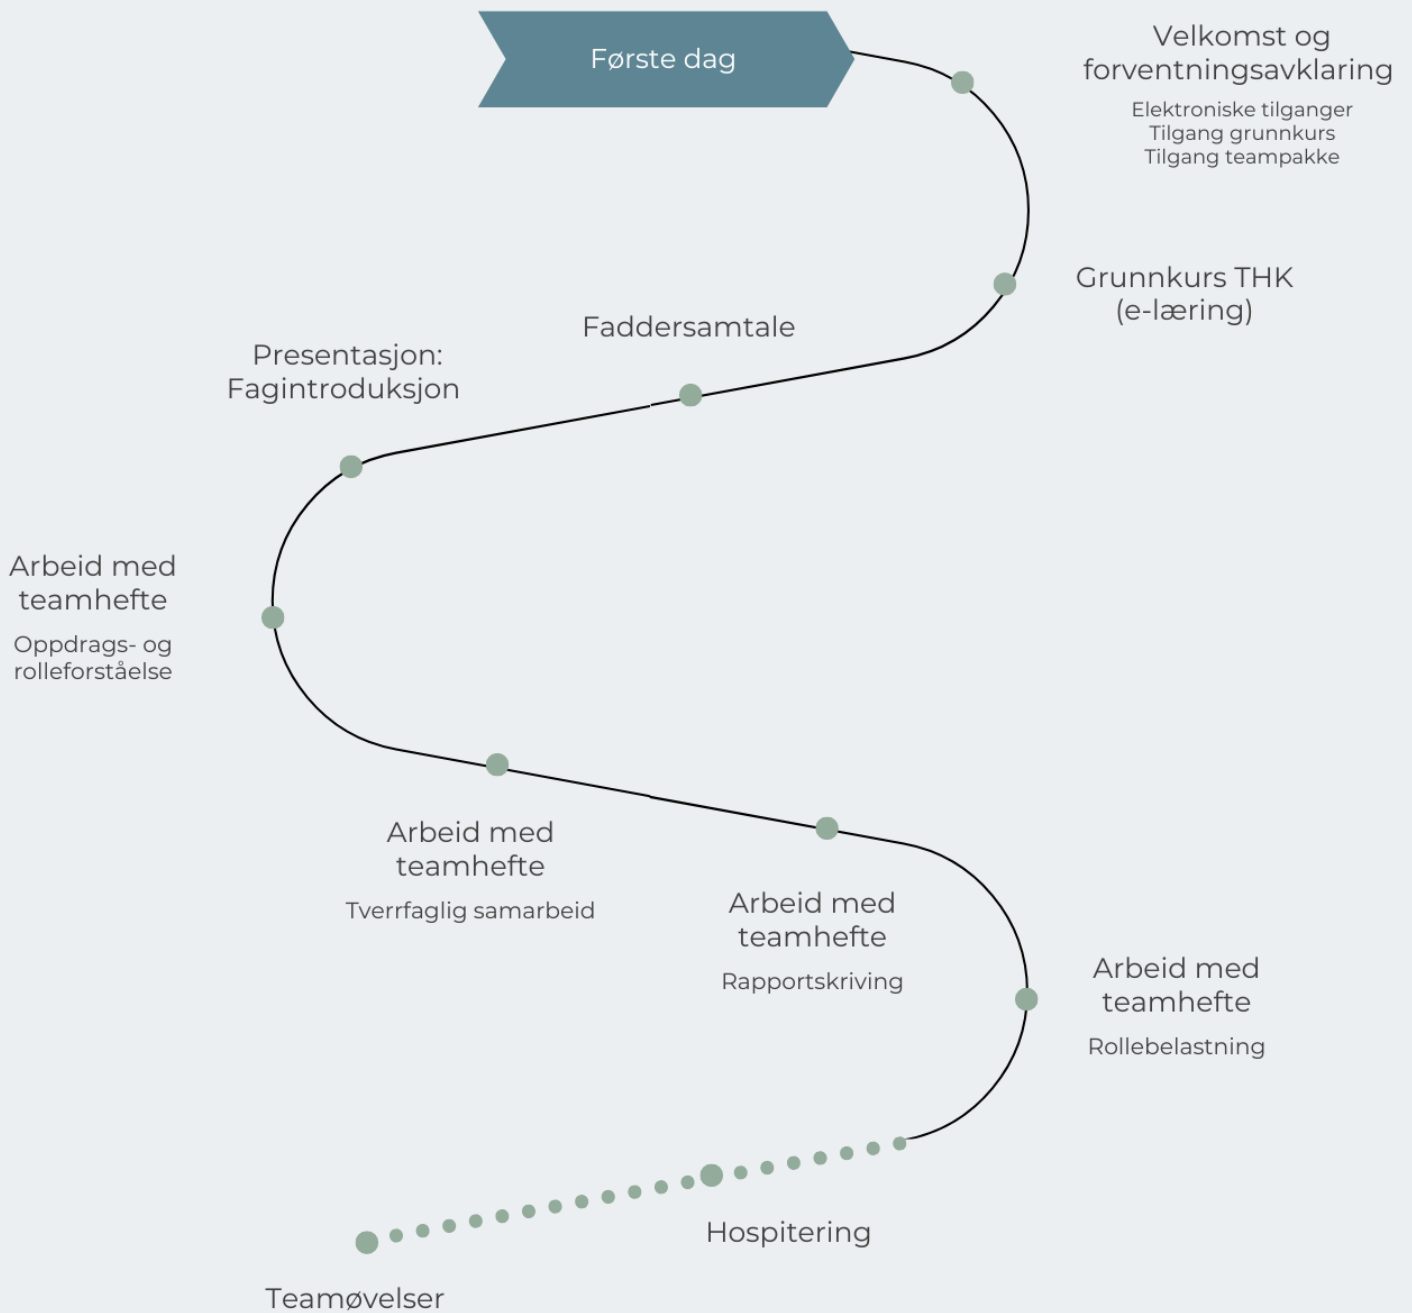 Første dag
Velkomst og
forventningsavklaring
Elektroniske tilganger
Tilgang grunnkurs
Tilgang teampakke
Grunnkurs THK
(e-læring)
Faddersamtale
Presentasjon:
Fagintroduksjon
Arbeid med
teamhefte
Oppdrags- og
rolleforståelse
Arbeid med
teamhefte
Tverrfaglig samarbeid
Arbeid med
teamhefte
Rapportskriving
Arbeid med
teamhefte
Rollebelastning
Hospitering
Teamøvelser